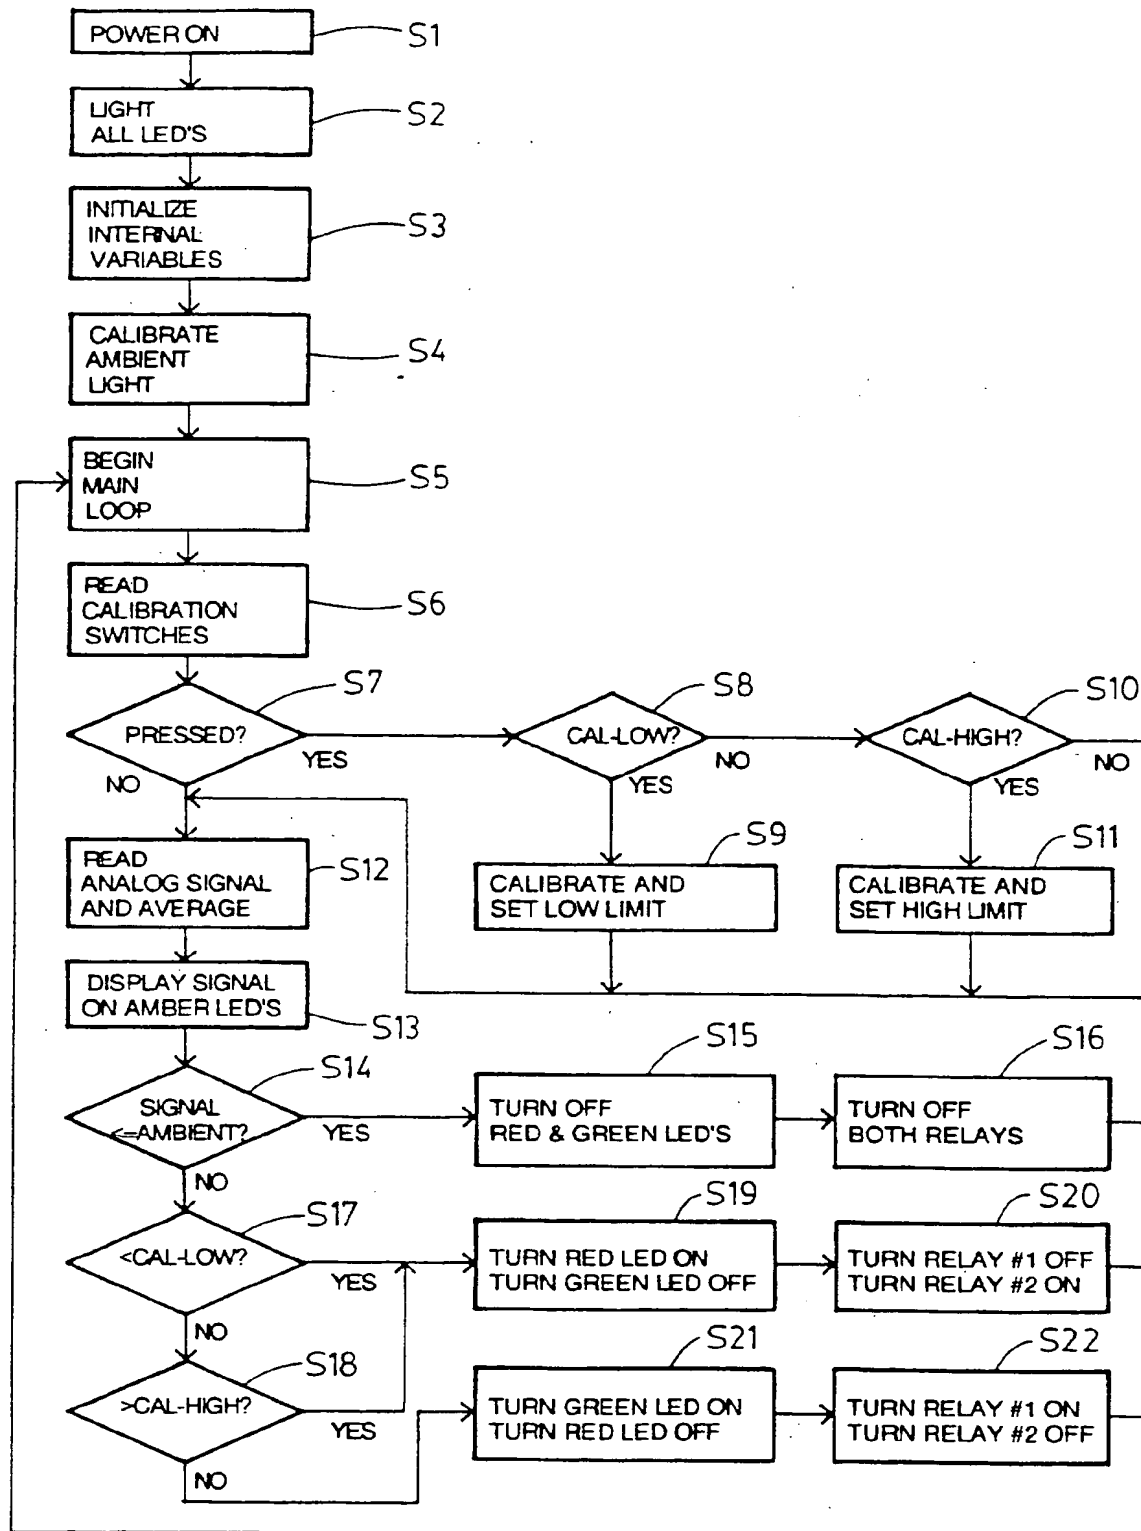 POWER ON
S1
LIGHT
ALL LED'S
S2
INITIALIZE
INTERNAL
VARIABLES
S3
CALIBRATE
AMBIENT
LIGHT
S4
BEGIN
MAIN
LOOP
S5
READ
CALIBRATION
SWITCHES
S6
PRESSED?
S7
YES
NO
CAL-LOW?
S8
NO
YES
CAL-HIGH?
S10
NO
YES
CALIBRATE AND
SET LOW LIMIT
S9
CALIBRATE AND
SET HIGH LIMIT
S11
READ
ANALOG SIGNAL
AND AVERAGE
S12
DISPLAY SIGNAL
ON AMBER LED'S
S13
SIGNAL
<=AMBIENT?
S14
YES
NO
TURN OFF
RED & GREEN LED'S
S15
TURN OFF
BOTH RELAYS
S16
<CAL-LOW?
S17
YES
NO
TURN RED LED ON
TURN GREEN LED OFF
S19
TURN RELAY #1 OFF
TURN RELAY #2 ON
S20
>CAL-HIGH?
S18
YES
NO
TURN GREEN LED ON
TURN RED LED OFF
S21
TURN RELAY #1 ON
TURN RELAY #2 OFF
S22